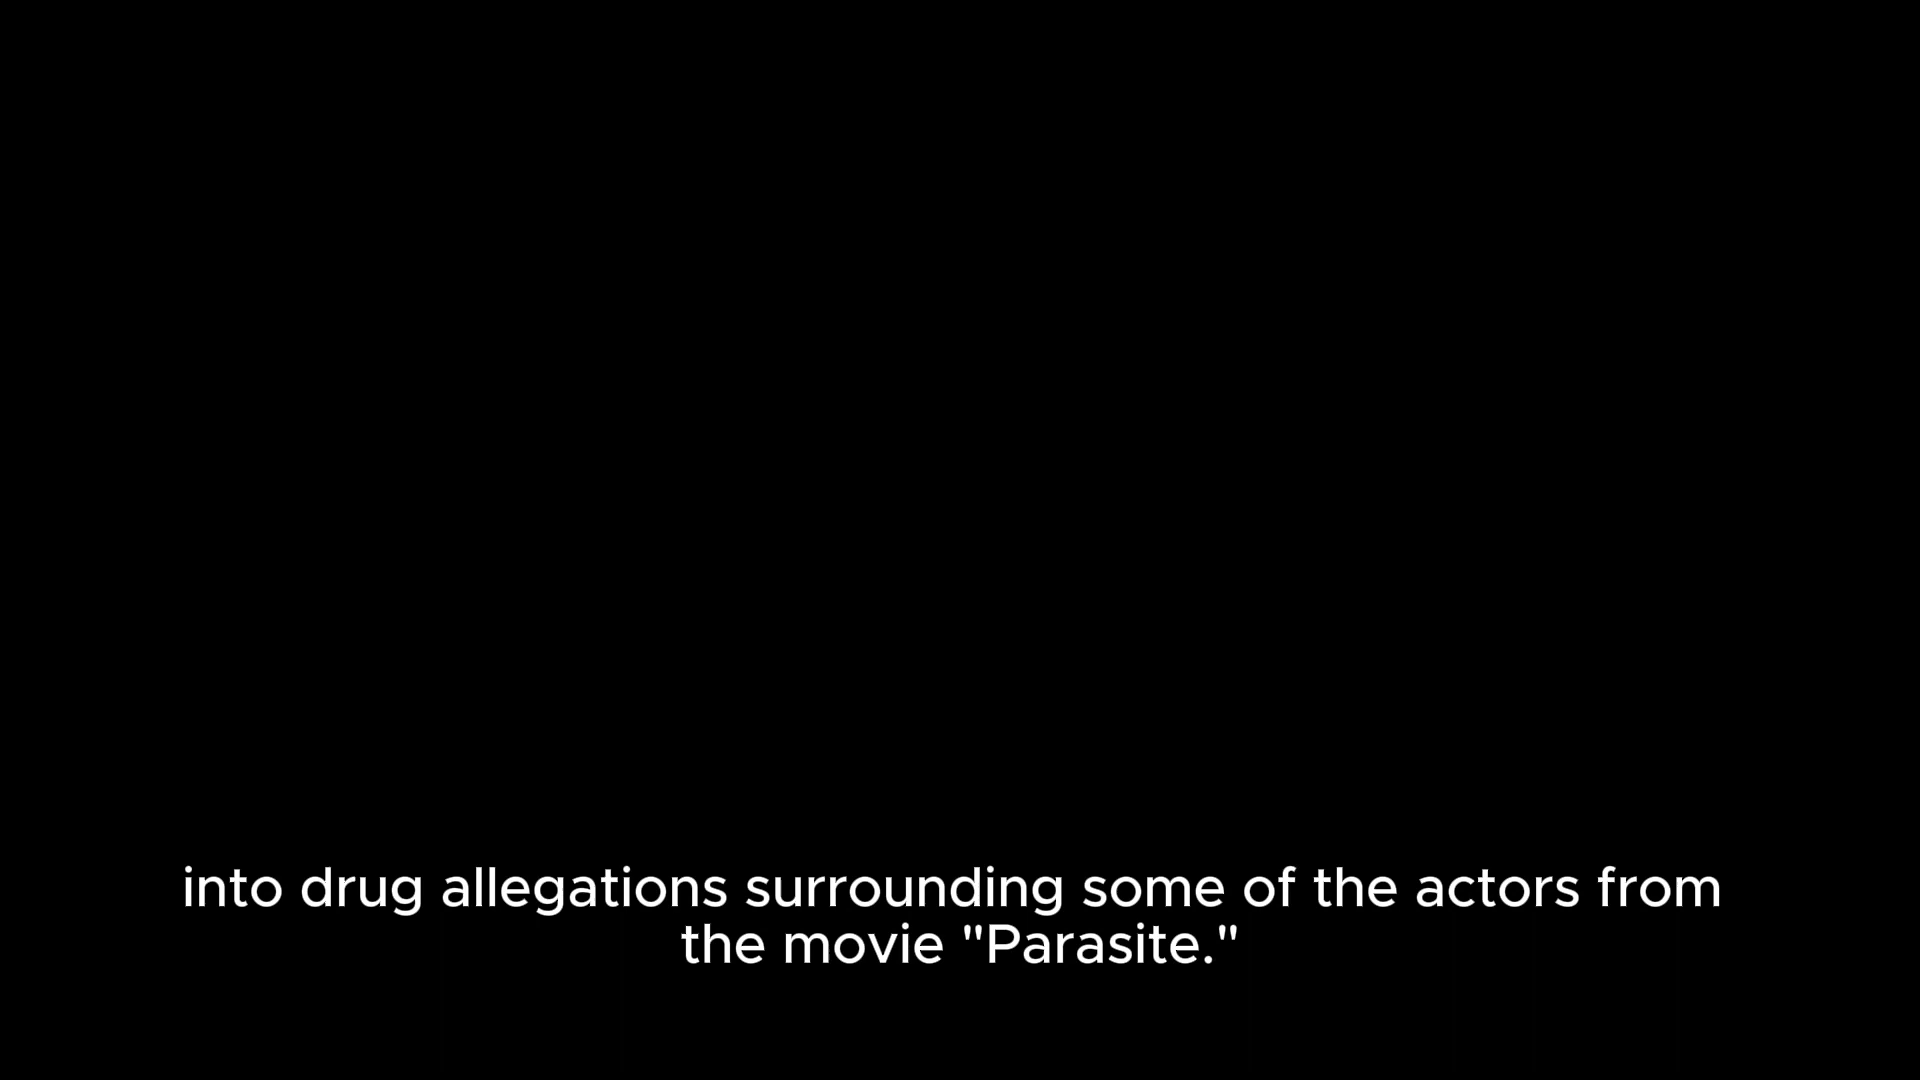 into drug allegations surrounding some of the actors from
the movie "Parasite."